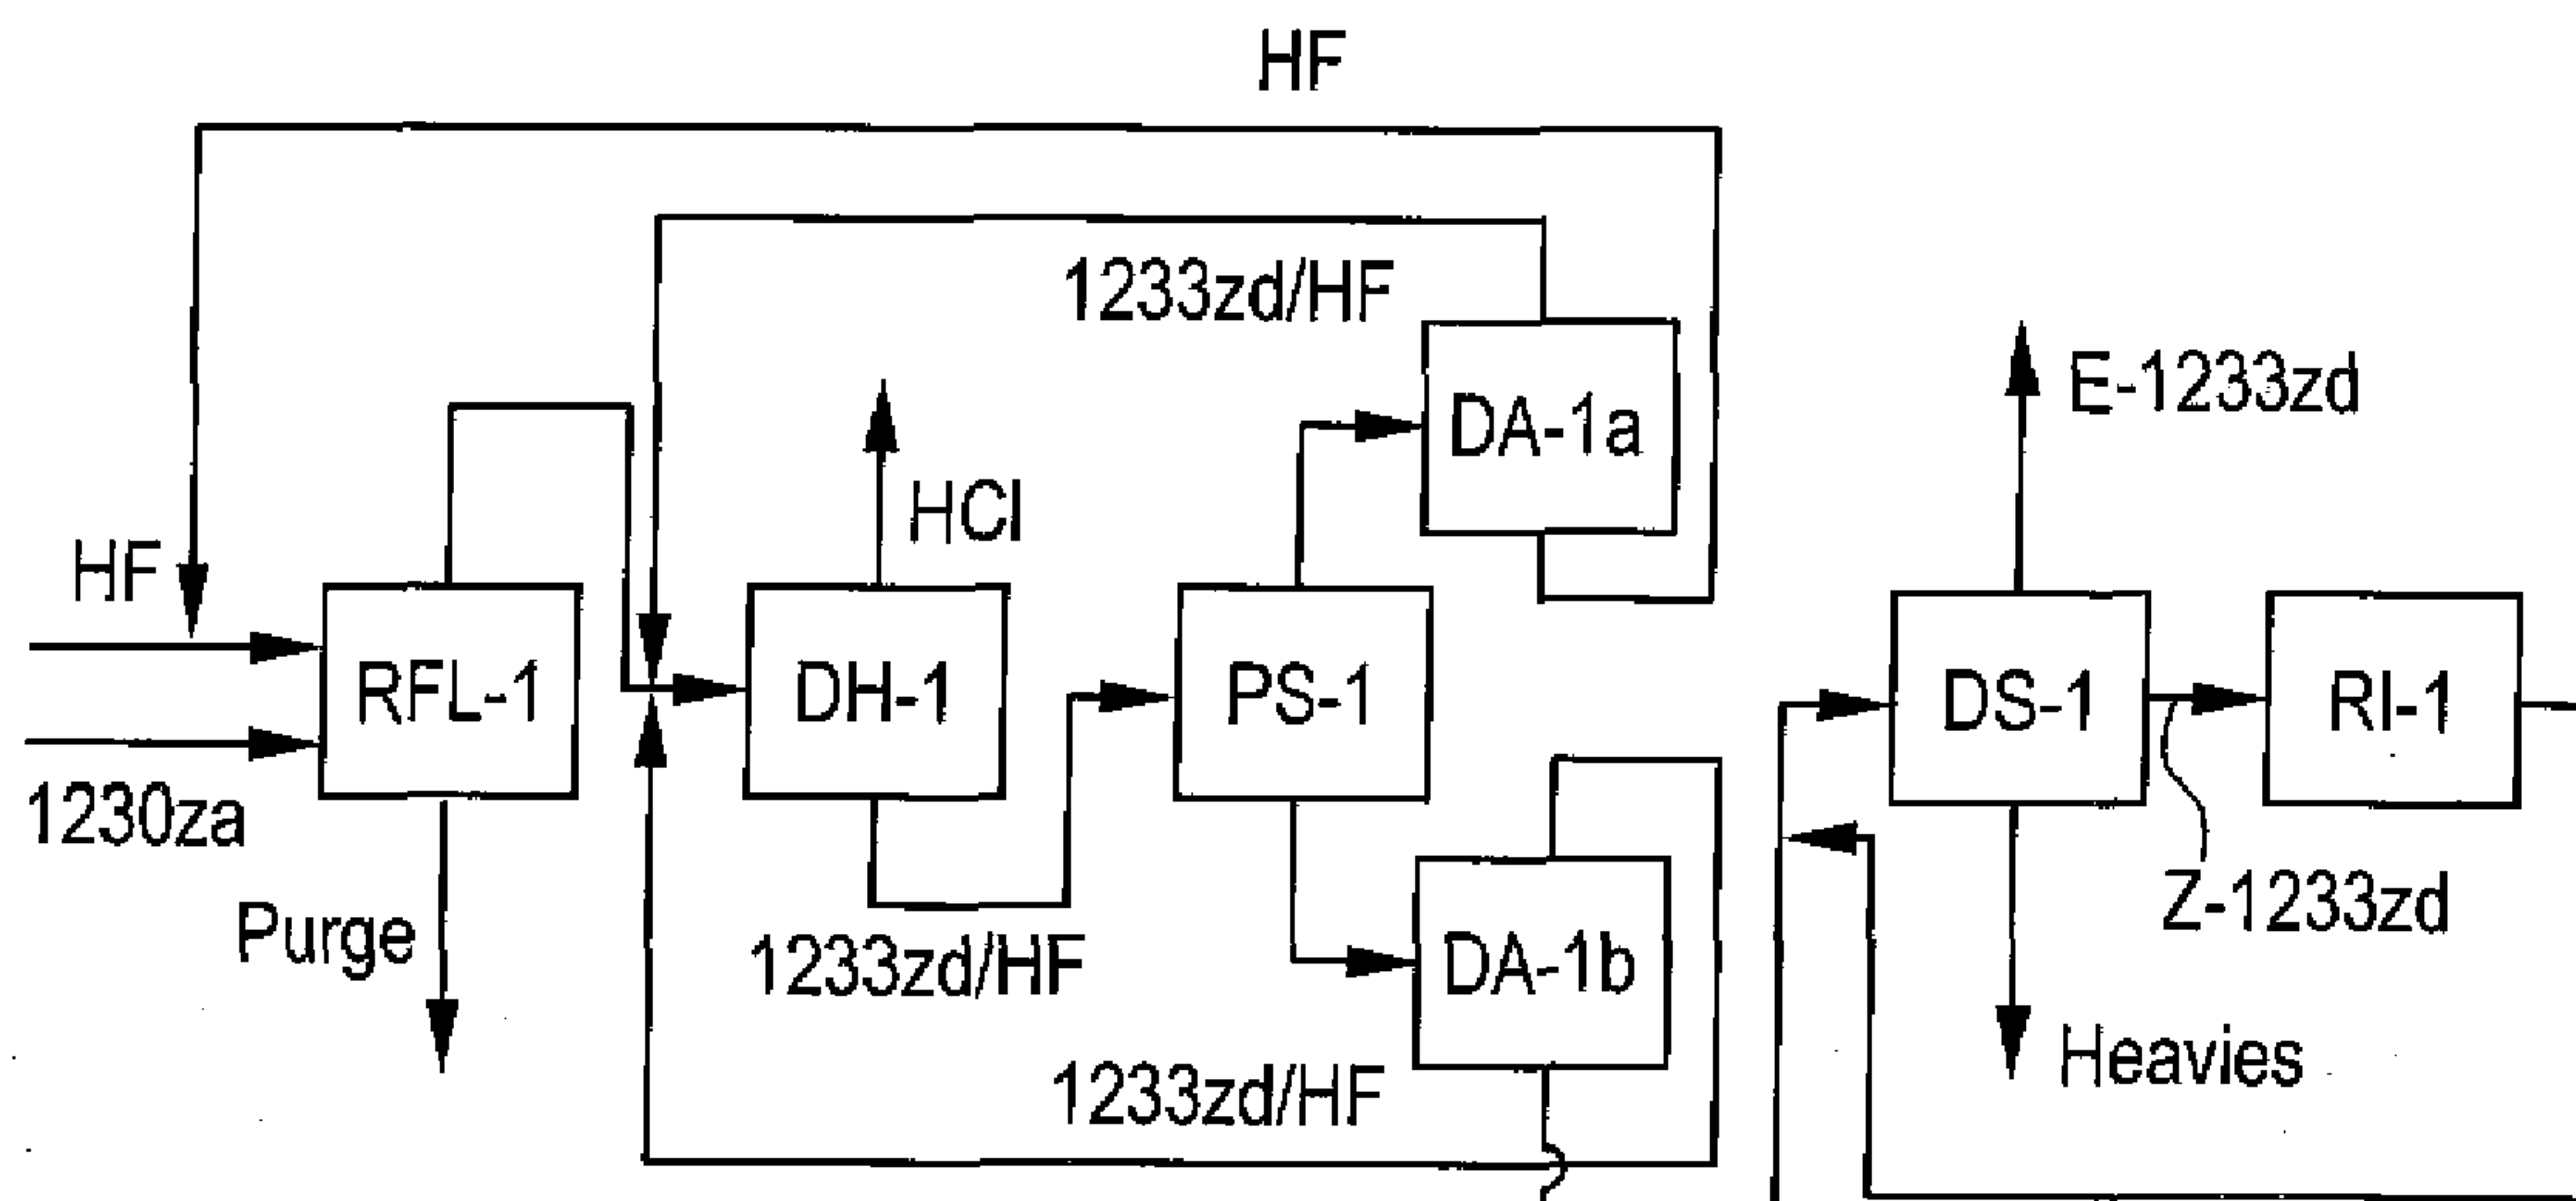 HF
1233zd/HF
DA-1a
E-1233zd
HCl
HF
RFL-1
DH-1
PS-1
DS-1
RI-1
1230za
Z-1233zd
Purge
1233zd/HF
DA-1b
Heavies
1233zd/HF